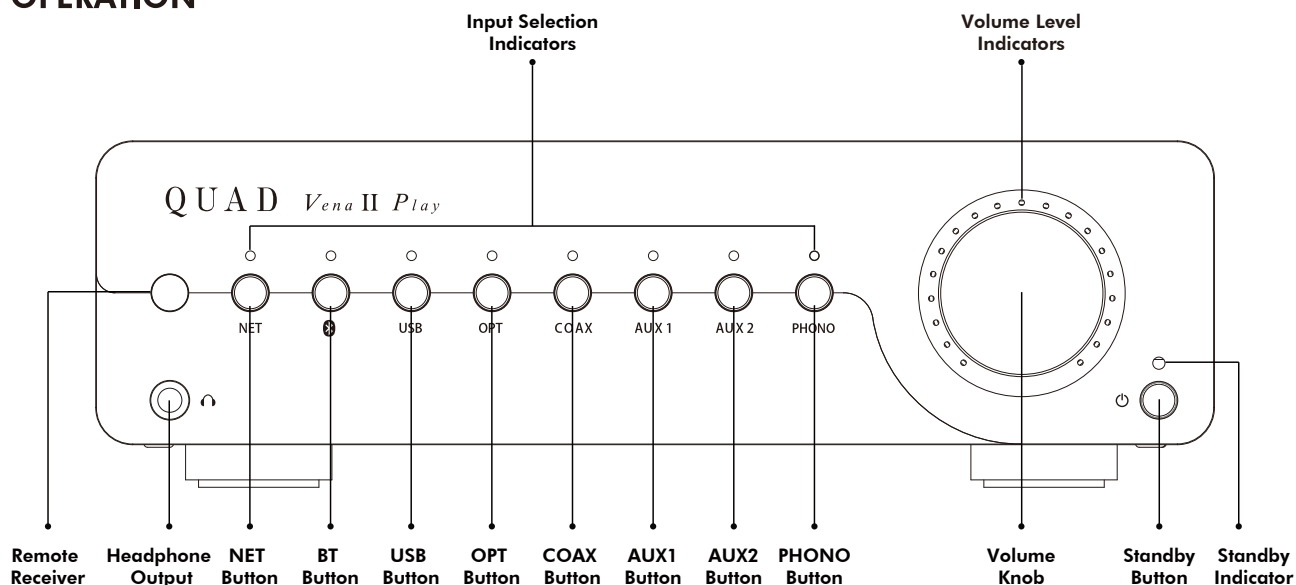 OPERATION
Input Selection
Indicators
Volume Level
Indicators
QUAD Vena II Play
NET
USB
OPT
COAX
AUX 1
AUX 2
PHONO
Remote
Receiver
Headphone
Output
NET
Button
BT
Button
USB
Button
OPT
Button
COAX
Button
AUX1
Button
AUX2
Button
PHONO
Button
Volume
Knob
Standby
Button
Standby
Indicator